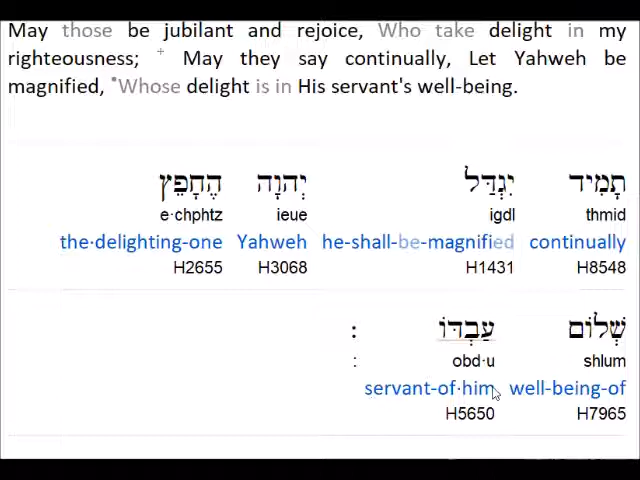 May those be jubilant and rejoice, Who take delight in my
righteousness; + May they say continually, Let Yahweh be
magnified, *Whose delight is in His servant's well-being.
תָּמִיד יִגְדַּל יְהוָה הֶחָפֵץ
thmid igdl ieue e·chphtz
continually he-shall-be-magnified Yahweh the·delighting-one
H8548 H1431 H3068 H2655
שְׁלוֹם עַבְדּוֹ :
shlum obd·u :
well-being-of servant-of·him
H7965 H5650